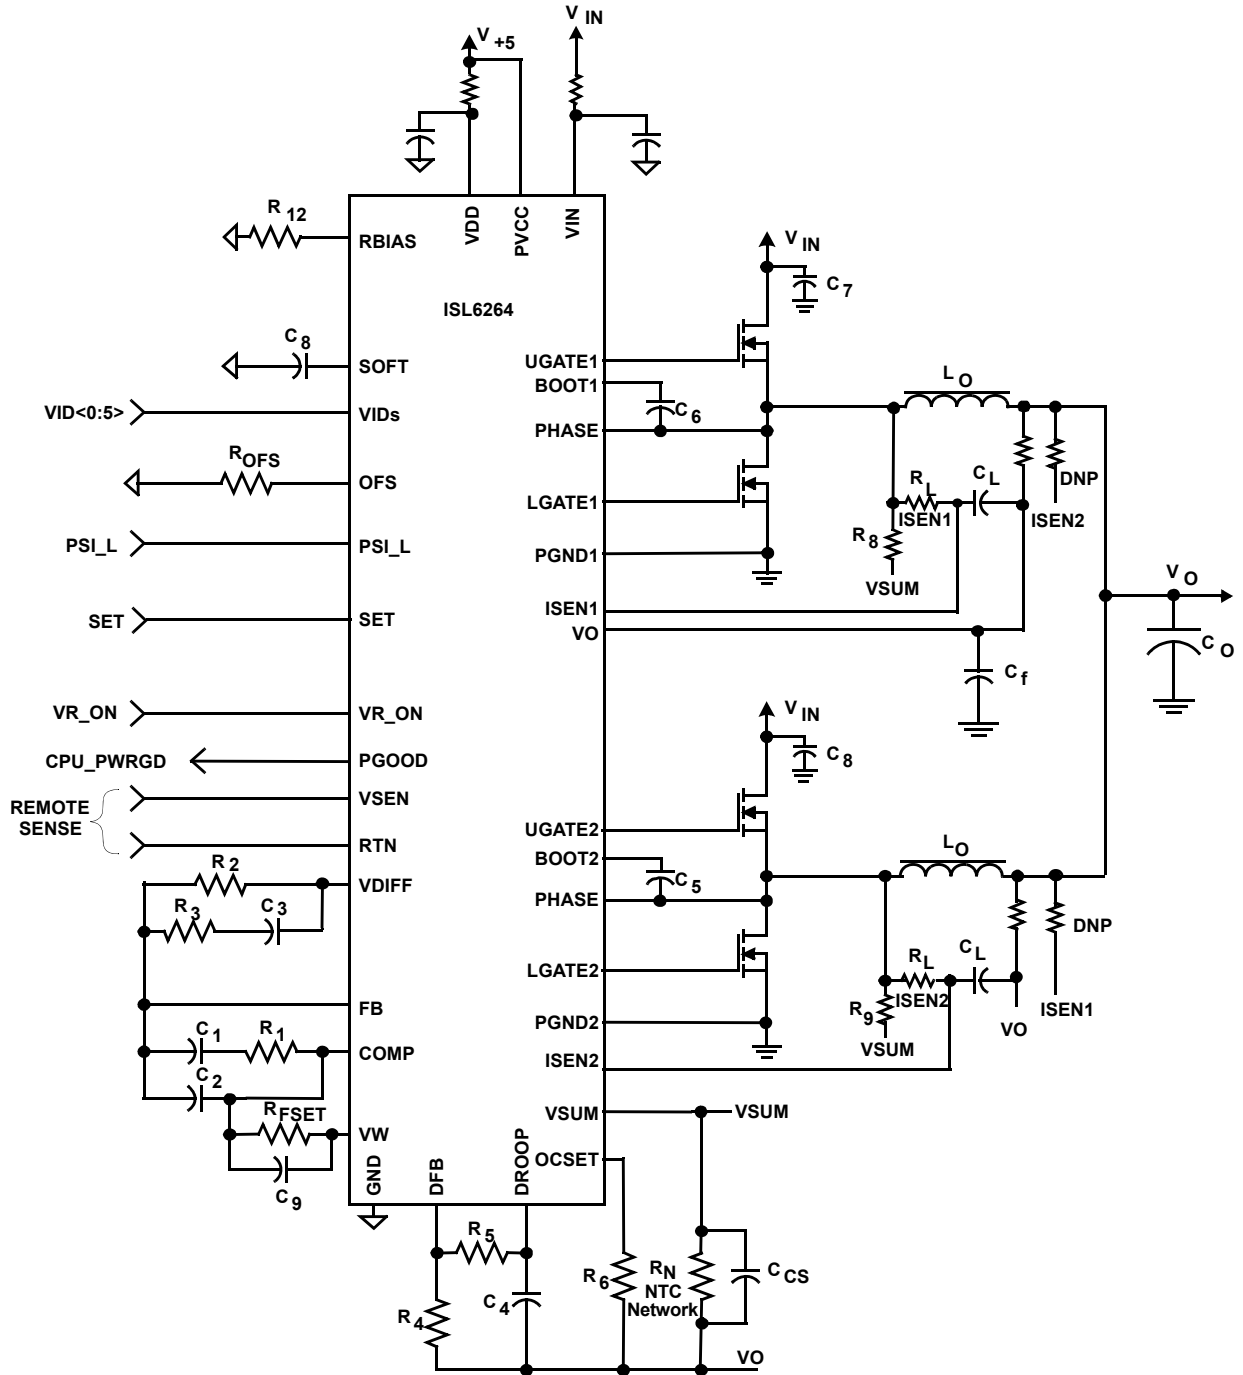 V +5
V IN
R 12
RBIAS
VDD
PVCC
VIN
ISL6264
V IN
C 7
C 8
SOFT
UGATE1
BOOT1
C 6
L O
VID<0:5>
VIDs
PHASE
R OFS
OFS
LGATE1
R L
C L
DNP
ISEN1
ISEN2
PSI_L
PSI_L
PGND1
R 8
VSUM
V O
SET
SET
ISEN1
VO
C O
C f
VR_ON
VR_ON
V IN
CPU_PWRGD
PGOOD
C 8
REMOTE
SENSE
VSEN
RTN
UGATE2
BOOT2
C 5
L O
R 2
VDIFF
PHASE
R 3
C 3
LGATE2
R L
C L
DNP
ISEN2
ISEN1
FB
PGND2
R 9
VO
C 1
R 1
COMP
VSUM
ISEN2
C 2
R FSET
VW
VSUM
VSUM
C 9
GND
DFB
DROOP
OCSET
R 5
R 6
R N
NTC
Network
C CS
R 4
C 4
VO